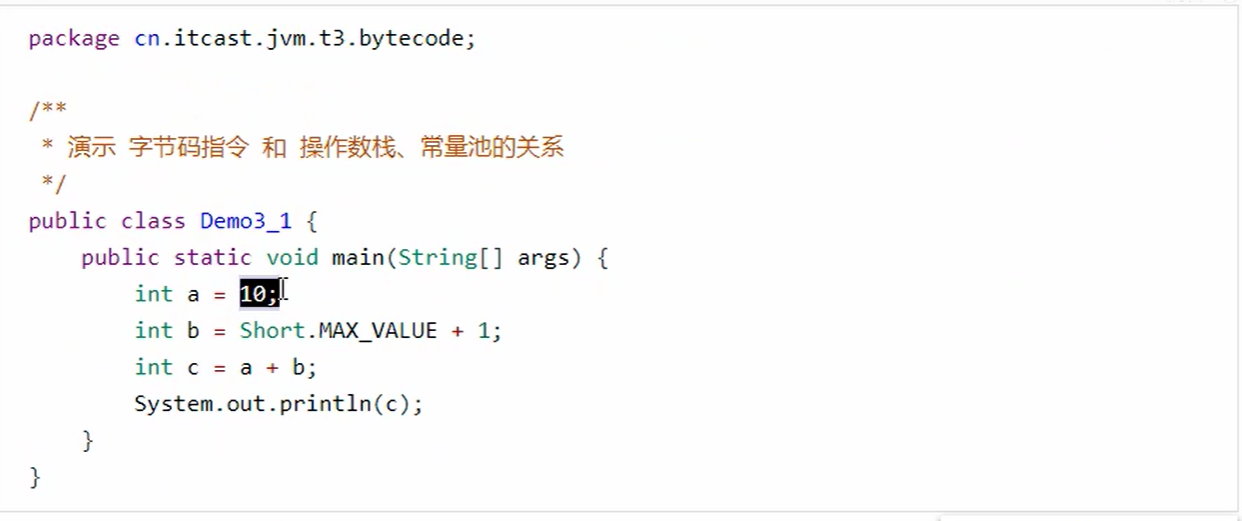 package cn.itcast.jvm.t3.bytecode;
/**
* 演示 字节码指令 和 操作数栈、常量池的关系
*/
public class Demo3_1 {
public static void main(String[] args) {
int a = 10;
int b = Short.MAX_VALUE + 1;
int c = a + b;
System.out.println(c);
}
}